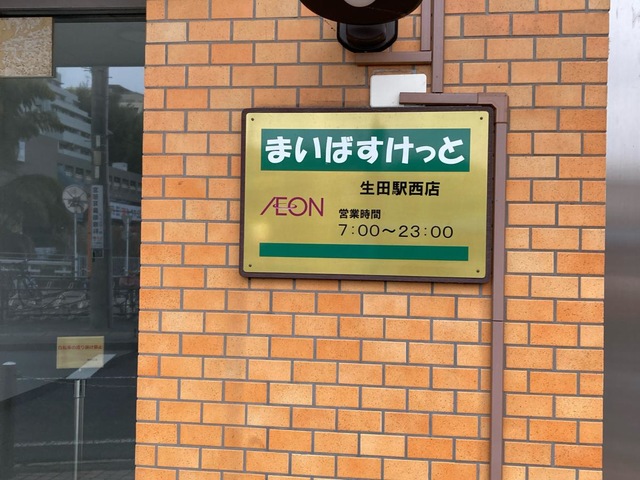 まいばすけっと
生田駅西店
ÆON
営業時間
7:00～23:00